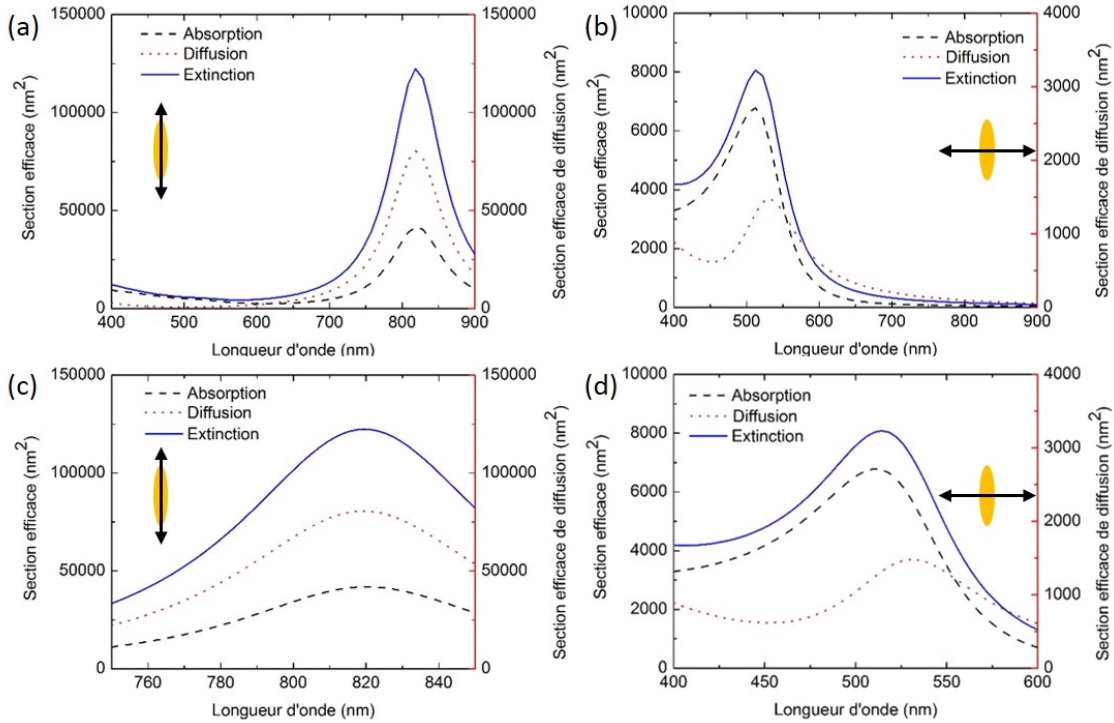 (a)
150000
100000
50000
0
Section efficace (nm²)
Absorption
Diffusion
Extinction
150000
100000
50000
0
Section efficace de diffusion (nm²)
400 500 600 700 800 900
Longueur d'onde (nm)
(b)
10000
8000
6000
4000
2000
0
Section efficace (nm²)
Absorption
Diffusion
Extinction
4000
3000
2000
1000
0
Section efficace de diffusion (nm²)
400 500 600 700 800 900
Longueur d'onde (nm)
(c)
150000
100000
50000
0
Section efficace (nm²)
Absorption
Diffusion
Extinction
150000
100000
50000
0
Section efficace de diffusion (nm²)
760 780 800 820 840
Longueur d'onde (nm)
(d)
10000
8000
6000
4000
2000
0
Section efficace (nm²)
Absorption
Diffusion
Extinction
4000
3000
2000
1000
0
Section efficace de diffusion (nm²)
400 450 500 550 600
Longueur d'onde (nm)